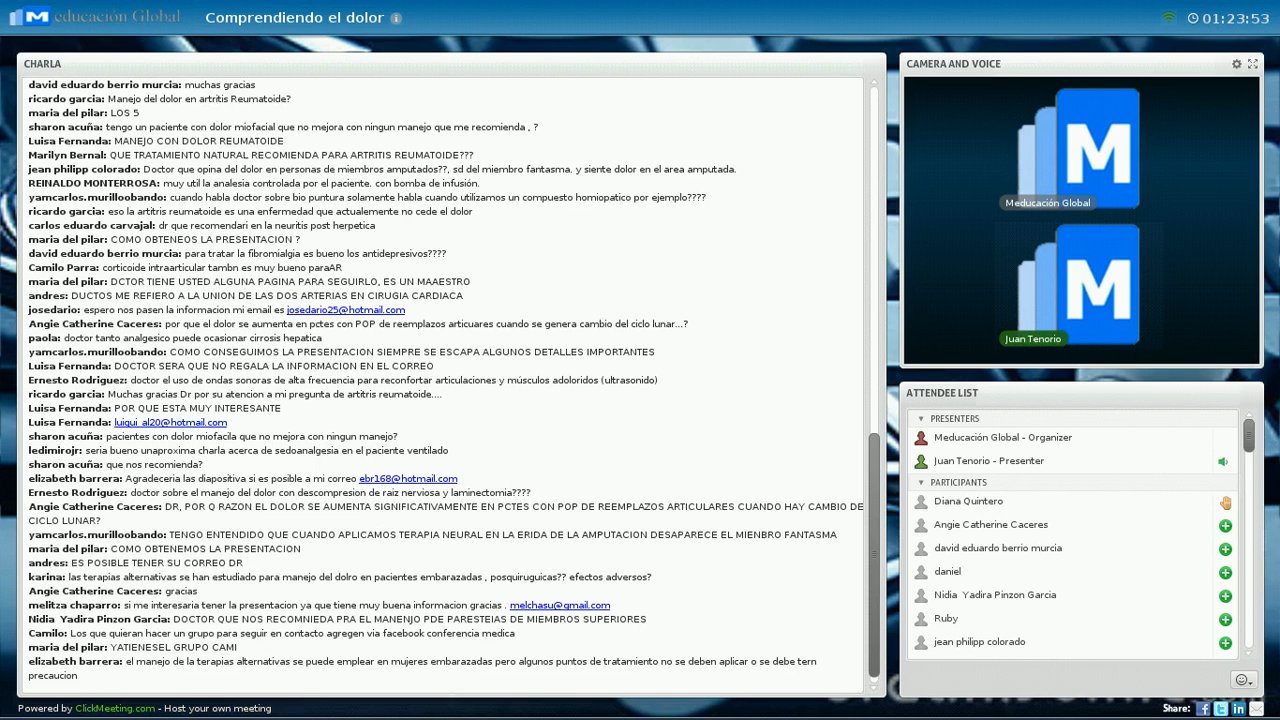 M educación Global
Comprendiendo el dolor
01:23:53
CHARLA
david eduardo berrio murcia: muchas gracias
ricardo garcia: Manejo del dolor en artritis Reumatoide?
maria del pilar: LOS 5
sharon acuña: tengo un paciente con dolor miofacial que no mejora con ningun manejo que me recomienda , ?
Luisa Fernanda: MANEJO CON DOLOR REUMATOIDE
Marilyn Bernal: QUE TRATAMIENTO NATURAL RECOMIENDA PARA ARTRITIS REUMATOIDE???
jean philipp colorado: Doctor que opina del dolor en personas de miembros amputados??, sd del miembro fantasma. y siente dolor en el area amputada.
REINALDO MONTERROSA: muy util la analesia controlada por el paciente. con bomba de infusión.
yamcarlos.murilloobando: cuando habla doctor sobre bio puntura solamente habla cuando utilizamos un compuesto homiopatico por ejemplo????
ricardo garcia: eso la artitris reumatoide es una enfermedad que actualemente no cede el dolor
carlos eduardo carvajal: dr que recomendari en la neuritis post herpetica
maria del pilar: COMO OBTENEOS LA PRESENTACION ?
david eduardo berrio murcia: para tratar la fibromialgia es bueno los antidepresivos????
Camilo Parra: corticoide intraarticular tambn es muy bueno paraAR
maria del pilar: DCTOR TIENE USTED ALGUNA PAGINA PARA SEGUIRLO, ES UN MAAESTRO
andres: DUCTOS ME REFIERO A LA UNION DE LAS DOS ARTERIAS EN CIRUGIA CARDIACA
josedario: espero nos pasen la informacion mi email es josedario25@hotmail.com
Angie Catherine Caceres: por que el dolor se aumenta en pctes con POP de reemplazos articuares cuando se genera cambio del ciclo lunar...?
paola: doctor tanto analgesico puede ocasionar cirrosis hepatica
yamcarlos.murilloobando: COMO CONSEGUIMOS LA PRESENTACION SIEMPRE SE ESCAPA ALGUNOS DETALLES IMPORTANTES
Luisa Fernanda: DOCTOR SERA QUE NO REGALA LA INFORMACION EN EL CORREO
Ernesto Rodriguez: doctor el uso de ondas sonoras de alta frecuencia para reconfortar articulaciones y músculos adoloridos (ultrasonido)
ricardo garcia: Muchas gracias Dr por su atencion a mi pregunta de artitris reumatoide....
Luisa Fernanda: POR QUE ESTA MUY INTERESANTE
Luisa Fernanda: luiqui_al20@hotmail.com
sharon acuña: pacientes con dolor miofacila que no mejora con ningun manejo?
ledimirojr: seria bueno unaproxima charla acerca de sedoanalgesia en el paciente ventilado
sharon acuña: que nos recomienda?
elizabeth barrera: Agradeceria las diapositiva si es posible a mi correo ebr168@hotmail.com
Ernesto Rodriguez: doctor sobre el manejo del dolor con descompresion de raiz nerviosa y laminectomia????
Angie Catherine Caceres: DR, POR Q RAZON EL DOLOR SE AUMENTA SIGNIFICATIVAMENTE EN PCTES CON POP DE REEMPLAZOS ARTICULARES CUANDO HAY CAMBIO DE
CICLO LUNAR?
yamcarlos.murilloobando: TENGO ENTENDIDO QUE CUANDO APLICAMOS TERAPIA NEURAL EN LA ERIDA DE LA AMPUTACION DESAPARECE EL MIENBRO FANTASMA
maria del pilar: COMO OBTENEMOS LA PRESENTACION
andres: ES POSIBLE TENER SU CORREO DR
karina: las terapias alternativas se han estudiado para manejo del dolro en pacientes embarazadas , posquiruguicas?? efectos adversos?
Angie Catherine Caceres: gracias
melitza chaparro: si me interesaria tener la presentacion ya que tiene muy buena informacion gracias . melchasu@gmail.com
Nidia Yadira Pinzon Garcia: DOCTOR QUE NOS RECOMNIEDA PRA EL MANENJO PDE PARESTEIAS DE MIEMBROS SUPERIORES
Camilo: Los que quieran hacer un grupo para seguir en contacto agregen via facebook conferencia medica
maria del pilar: YATIENESEL GRUPO CAMI
elizabeth barrera: el manejo de la terapias alternativas se puede emplear en mujeres embarazadas pero algunos puntos de tratamiento no se deben aplicar o se debe tern
precaucion
CAMERA AND VOICE
M
Meducación Global
M
Juan Tenorio
ATTENDEE LIST
PRESENTERS
Meducación Global - Organizer
Juan Tenorio - Presenter
PARTICIPANTS
Diana Quintero
Angie Catherine Caceres
david eduardo berrio murcia
daniel
Nidia Yadira Pinzon Garcia
Ruby
jean philipp colorado
Powered by ClickMeeting.com - Host your own meeting
Share: